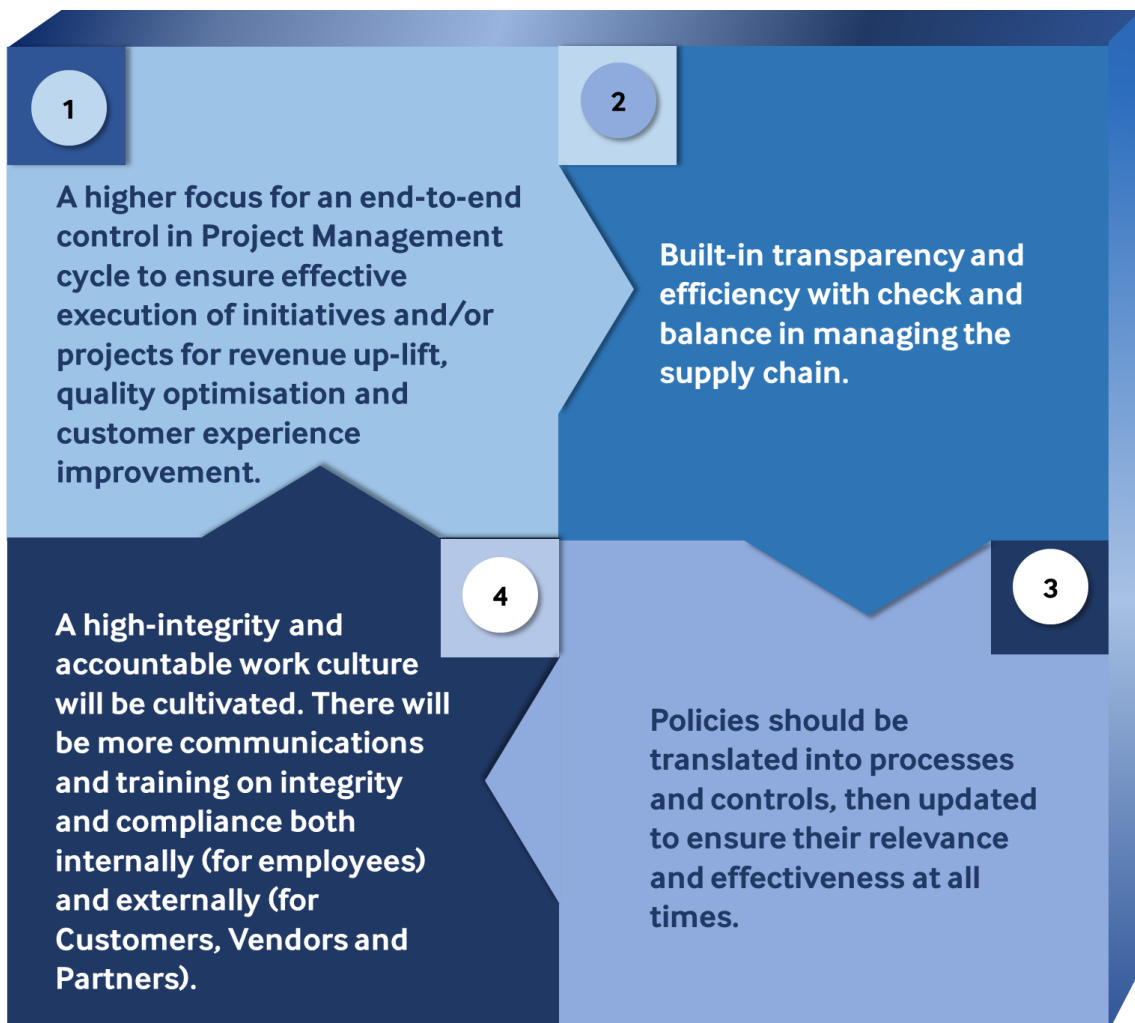 1
A higher focus for an end-to-end
control in Project Management
cycle to ensure effective
execution of initiatives and/or
projects for revenue up-lift,
quality optimisation and
customer experience
improvement.
2
Built-in transparency and
efficiency with check and
balance in managing the
supply chain.
3
Policies should be
translated into processes
and controls, then updated
to ensure their relevance
and effectiveness at all
times.
4
A high-integrity and
accountable work culture
will be cultivated. There will
be more communications
and training on integrity
and compliance both
internally (for employees)
and externally (for
Customers, Vendors and
Partners).